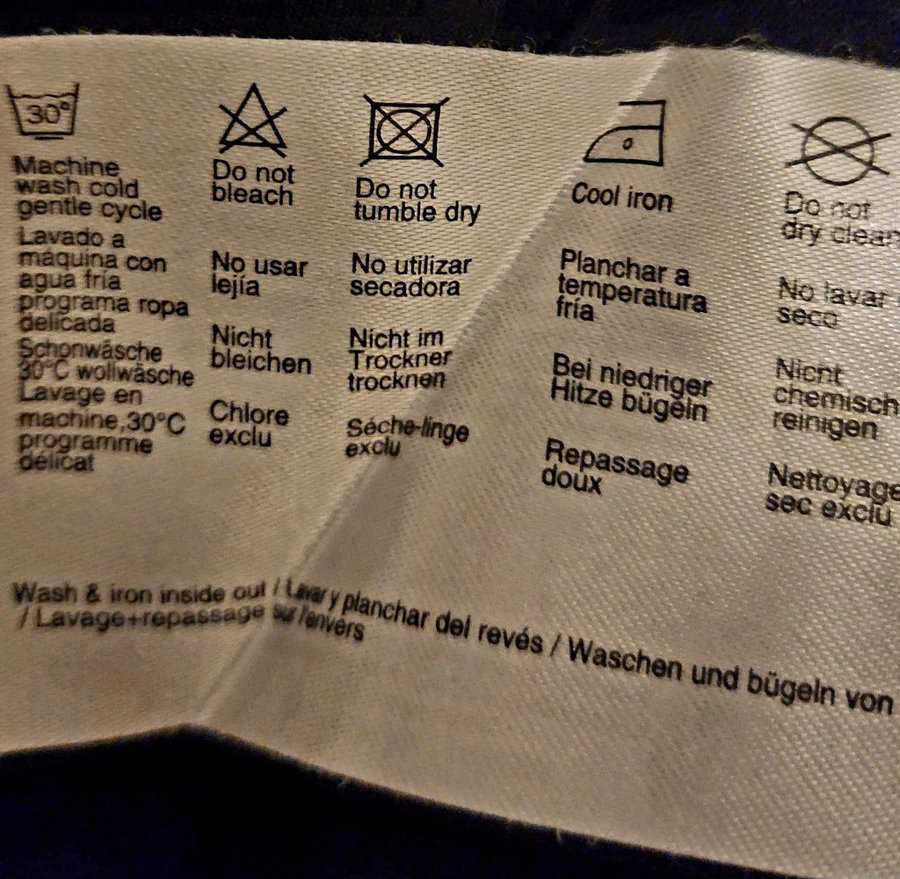 30°
Machine
wash cold
gentle cycle
Lavado a
máquina con
agua fría
programa ropa
delicada
Schonwäsche
30°C wollwäsche
Lavage en
machine,30°C
programme
délicat
Do not
bleach
No usar
lejía
Nicht
bleichen
Chlore
exclu
Do not
tumble dry
No utilizar
secadora
Nicht im
Trockner
trocknen
Séche-linge
exclu
Cool iron
Planchar a
temperatura
fría
Bei niedriger
Hitze bügeln
Repassage
doux
Do not
dry clean
No lavar
seco
Nicht
chemisch
reinigen
Nettoyage
sec exclu
Wash & iron inside out / Lavar y planchar del revés / Waschen und bügeln von
/ Lavage+repassage sur l'envérs